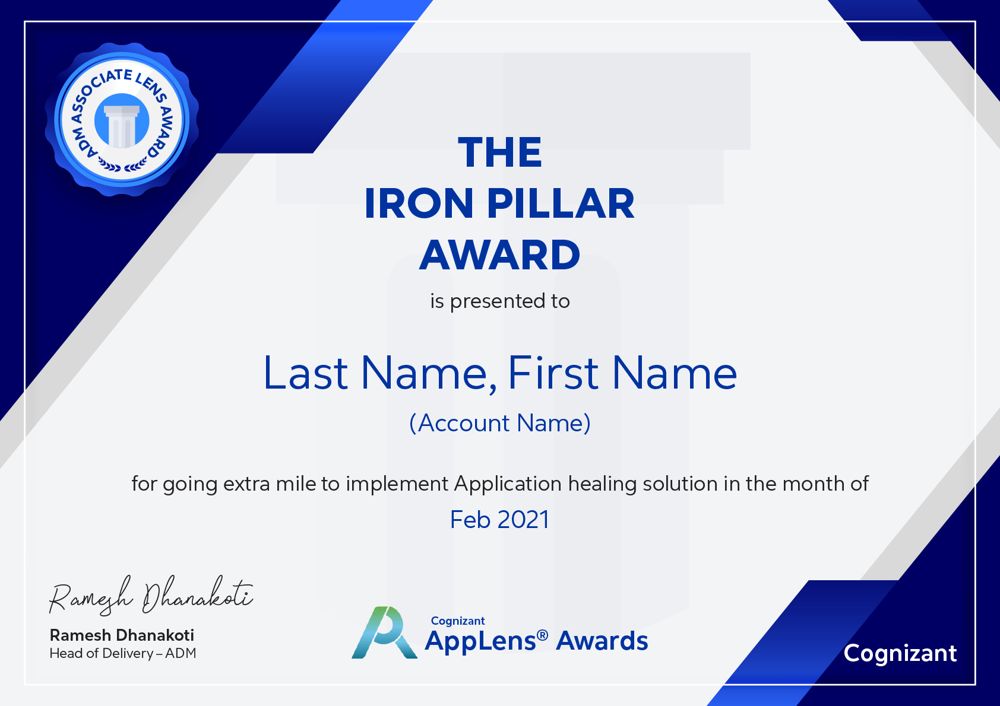 ADM ASSOCIATE LENS AWARD
THE
IRON PILLAR
AWARD
is presented to
Last Name, First Name
(Account Name)
for going extra mile to implement Application healing solution in the month of
Feb 2021
Ramesh Dhanakoti
Ramesh Dhanakoti
Head of Delivery – ADM
Cognizant
AppLens® Awards
Cognizant